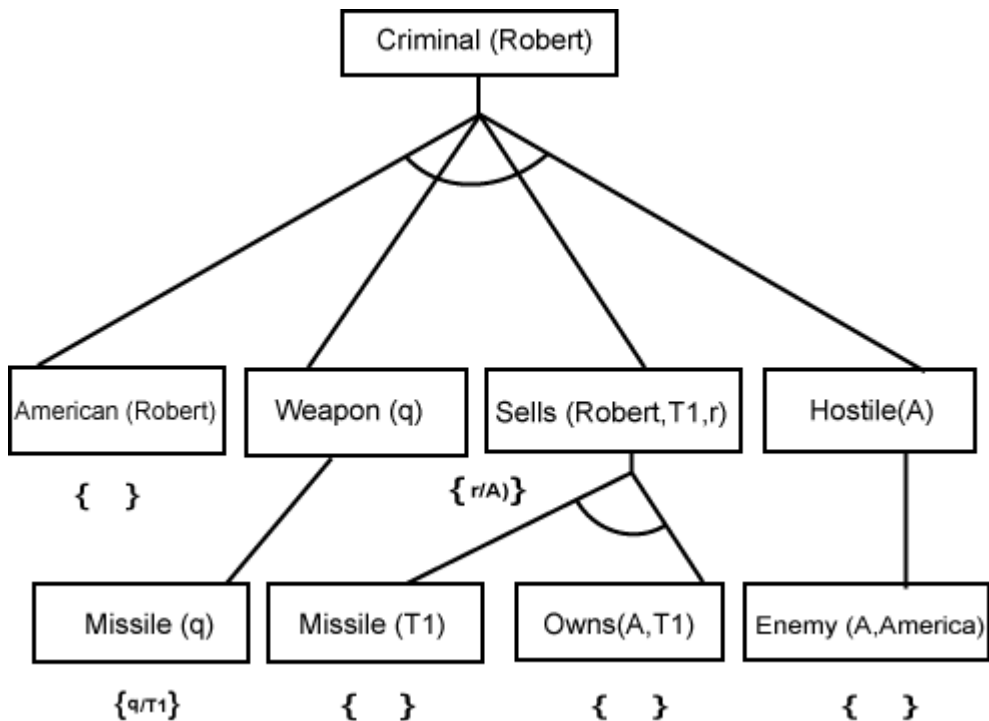 Criminal (Robert)
American (Robert)
Weapon (q)
Sells (Robert,T1,r)
Hostile(A)
{ }
{ r/A)}
Missile (q)
Missile (T1)
Owns(A,T1)
Enemy (A,America)
{q/T1}
{ }
{ }
{ }